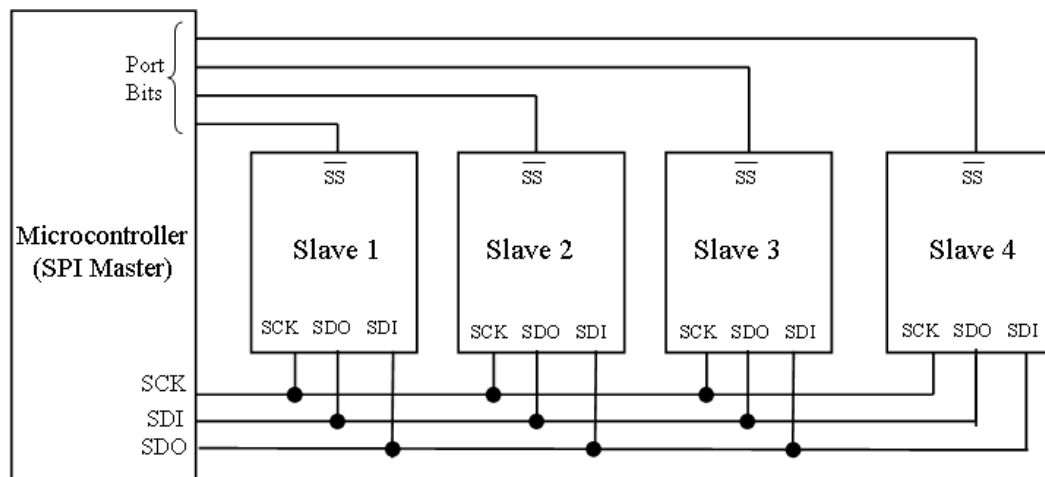 Port
Bits
SS
SS
SS
SS
Microcontroller
(SPI Master)
Slave 1
Slave 2
Slave 3
Slave 4
SCK SDO SDI
SCK SDO SDI
SCK SDO SDI
SCK SDO SDI
SCK
SDI
SDO